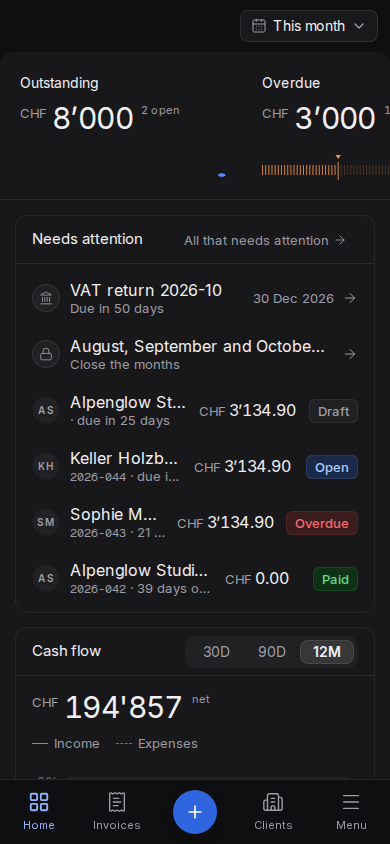 This month
Outstanding
CHF 8’000 2 open
Overdue
CHF 3’000 1
Needs attention
All that needs attention
VAT return 2026-10
Due in 50 days
30 Dec 2026
August, September and Octobe...
Close the months
AS
Alpenglow St...
· due in 25 days
CHF 3’134.90
Draft
KH
Keller Holzb...
2026-044 · due i...
CHF 3’134.90
Open
SM
Sophie M...
2026-043 · 21 ...
CHF 3’134.90
Overdue
AS
Alpenglow Studi...
2026-042 · 39 days o...
CHF 0.00
Paid
Cash flow
30D 90D 12M
CHF 194'857 net
Income Expenses
Home Invoices Clients Menu